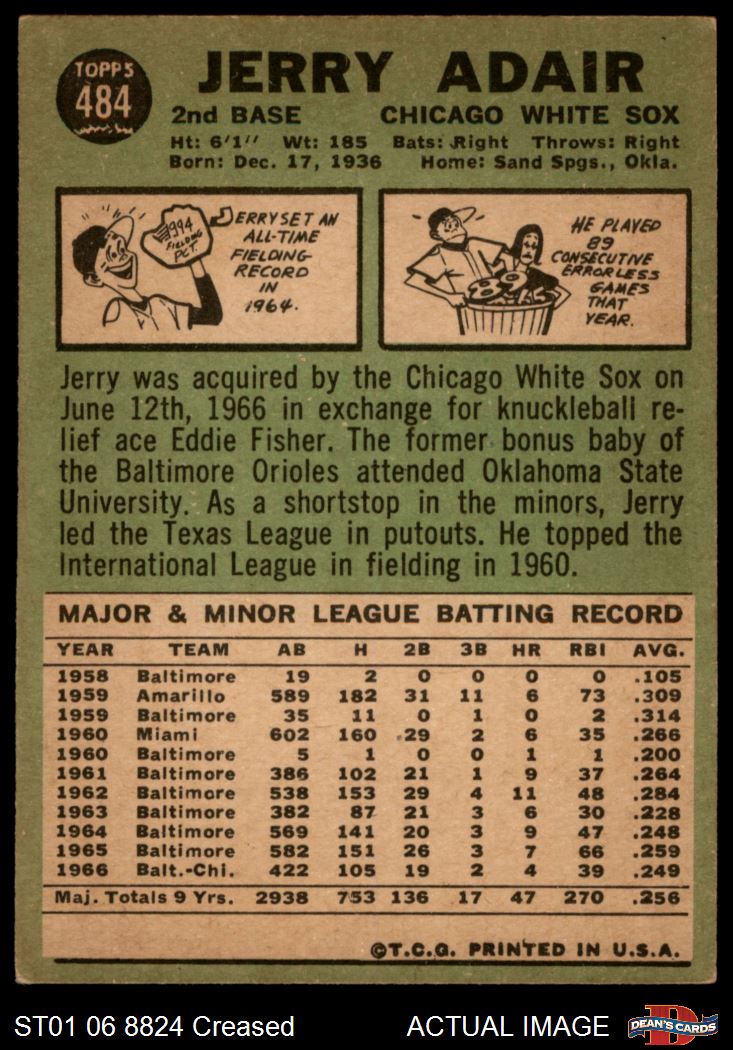 TOPPS
484
JERRY ADAIR
2nd BASE CHICAGO WHITE SOX
Ht: 6'1" Wt: 185 Bats: Right Throws: Right
Born: Dec. 17, 1936 Home: Sand Spgs., Okla.
.994
FIELDING
PCT.
JERRY SET AN
ALL-TIME
FIELDING
RECORD
IN
1964.
HE PLAYED
89
CONSECUTIVE
ERRORLESS
GAMES
THAT
YEAR.
Jerry was acquired by the Chicago White Sox on
June 12th, 1966 in exchange for knuckleball re-
lief ace Eddie Fisher. The former bonus baby of
the Baltimore Orioles attended Oklahoma State
University. As a shortstop in the minors, Jerry
led the Texas League in putouts. He topped the
International League in fielding in 1960.
MAJOR & MINOR LEAGUE BATTING RECORD
YEAR TEAM AB H 2B 3B HR RBI AVG.
1958 Baltimore 19 2 0 0 0 0 .105
1959 Amarillo 589 182 31 11 6 73 .309
1959 Baltimore 35 11 0 1 0 2 .314
1960 Miami 602 160 29 2 6 35 .266
1960 Baltimore 5 1 0 0 1 1 .200
1961 Baltimore 386 102 21 1 9 37 .264
1962 Baltimore 538 153 29 4 11 48 .284
1963 Baltimore 382 87 21 3 6 30 .228
1964 Baltimore 569 141 20 3 9 47 .248
1965 Baltimore 582 151 26 3 7 66 .259
1966 Balt.-Chi. 422 105 19 2 4 39 .249
Maj. Totals 9 Yrs. 2938 753 136 17 47 270 .256
©T.C.G. PRINTED IN U.S.A.
ST01 06 8824 Creased ACTUAL IMAGE D DEAN'S CARDS